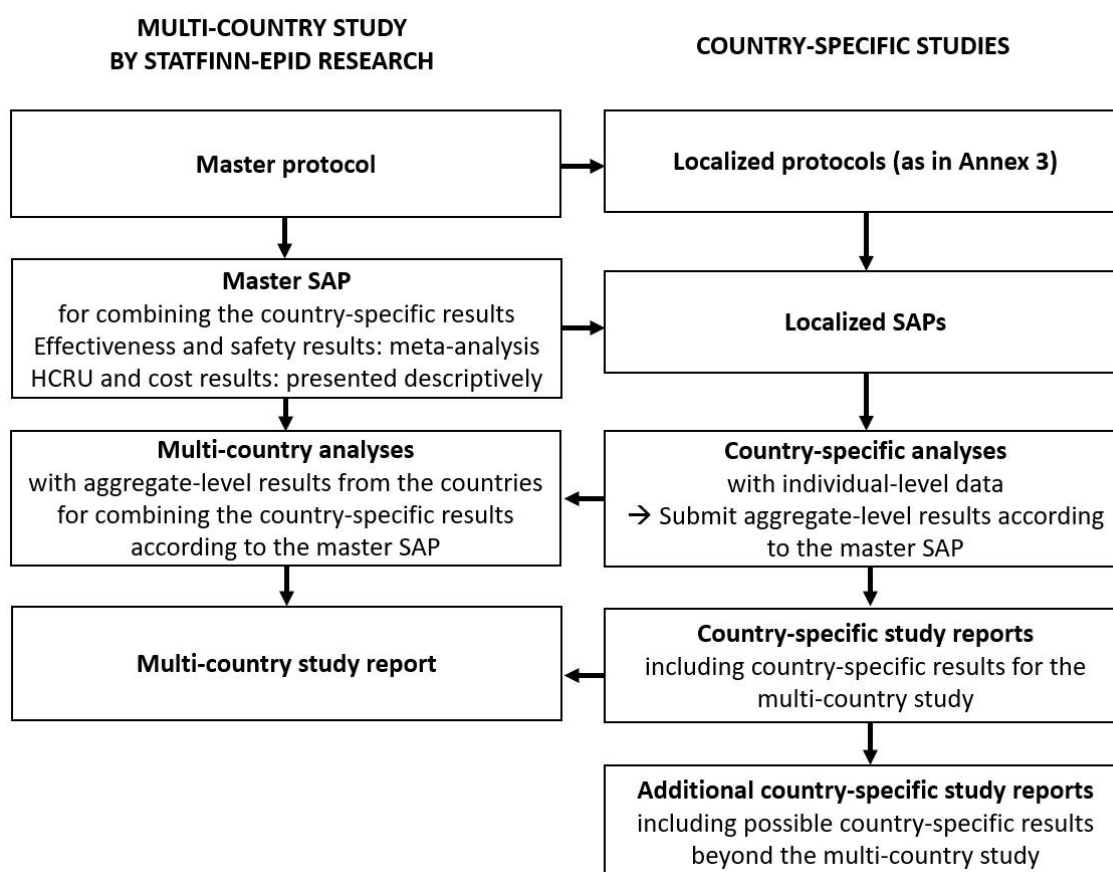 MULTI-COUNTRY STUDY
BY STATFINN-EPID RESEARCH
COUNTRY-SPECIFIC STUDIES
Master protocol
Localized protocols (as in Annex 3)
Master SAP
for combining the country-specific results
Effectiveness and safety results: meta-analysis
HCRU and cost results: presented descriptively
Localized SAPs
Multi-country analyses
with aggregate-level results from the countries
for combining the country-specific results
according to the master SAP
Country-specific analyses
with individual-level data
→ Submit aggregate-level results according
to the master SAP
Multi-country study report
Country-specific study reports
including country-specific results for the
multi-country study
Additional country-specific study reports
including possible country-specific results
beyond the multi-country study